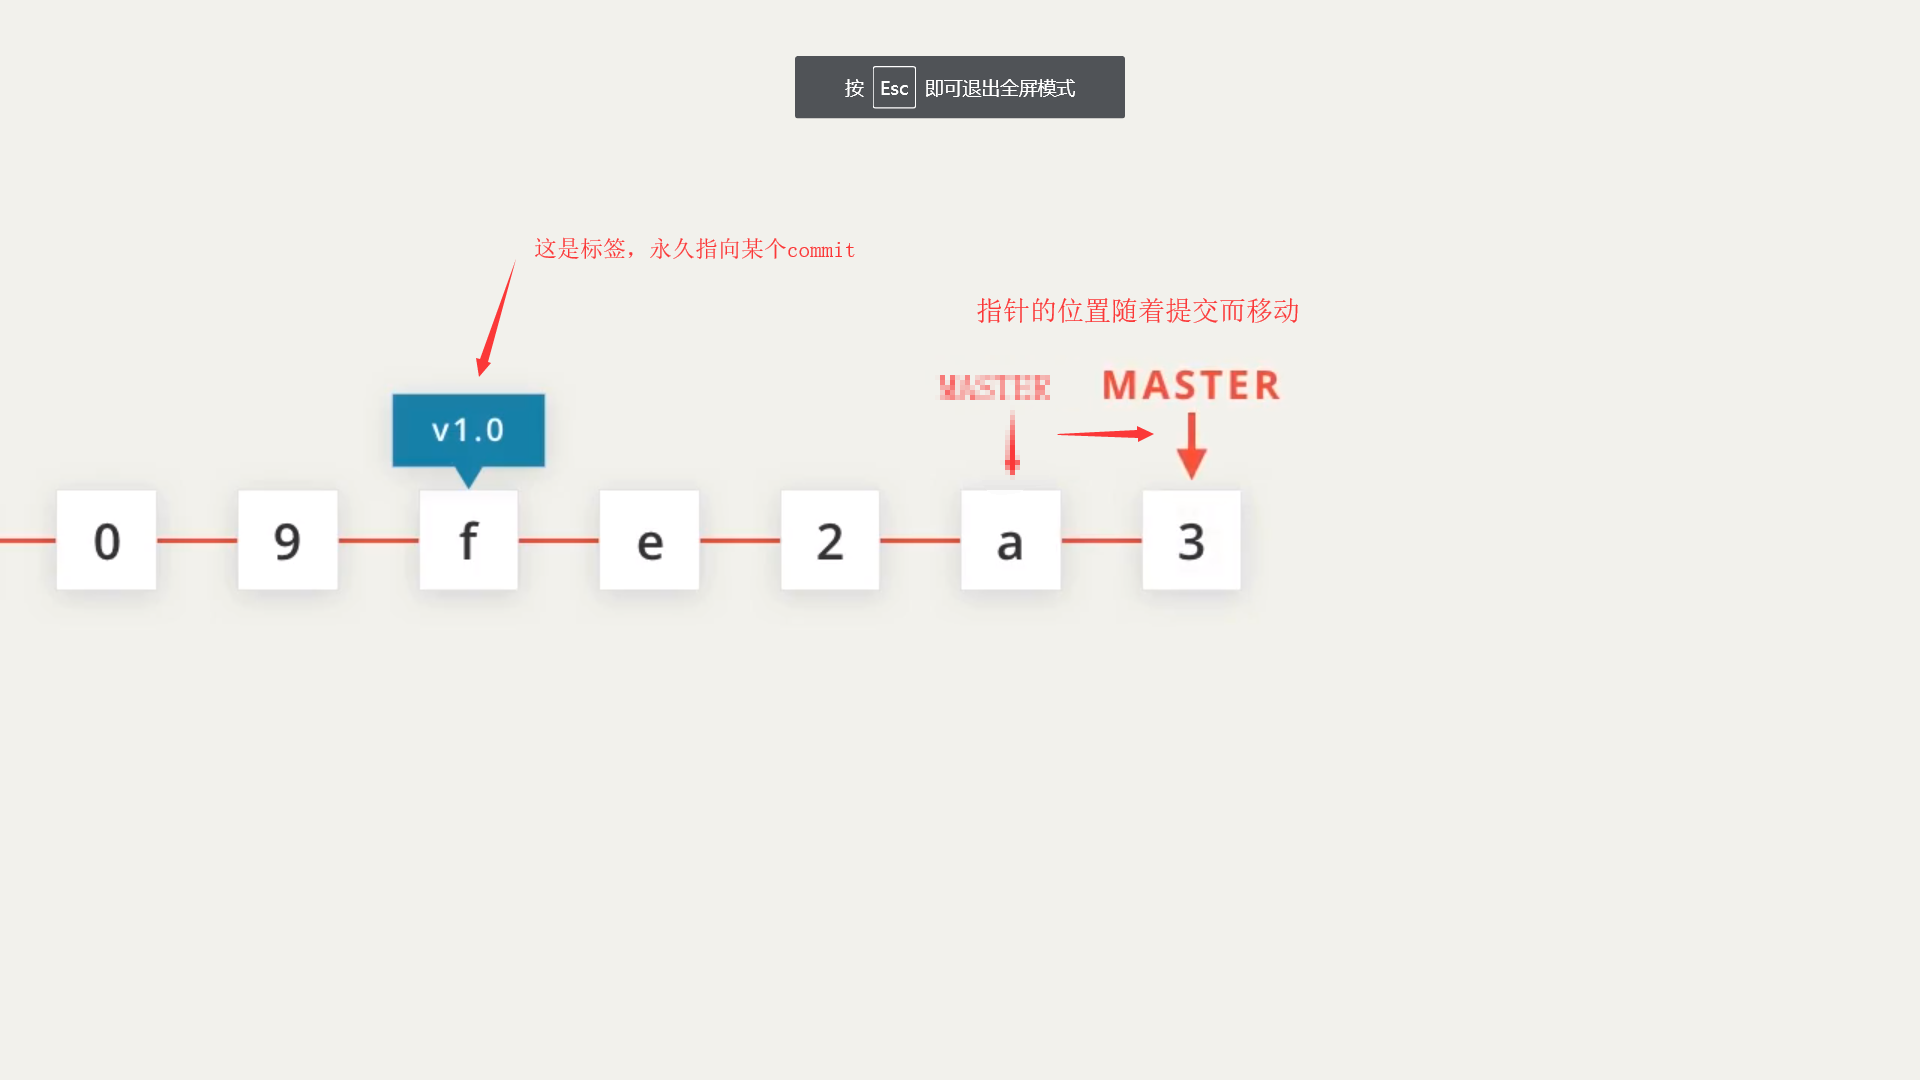 按 Esc 即可退出全屏模式
这是标签，永久指向某个commit
指针的位置随着提交而移动
MASTER MASTER
v1.0
0 9 f e 2 a 3